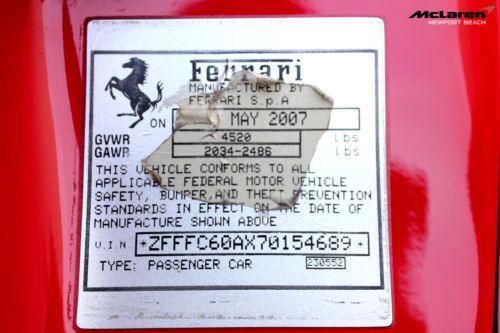 McLaren
NEWPORT BEACH
Ferrari
MANUFACTURED BY
FERRARI S.p.A
ON MAY 2007
GVWR 4520 lbs
GAWR 2034-2486 lbs
THIS VEHICLE CONFORMS TO ALL
APPLICABLE FEDERAL MOTOR VEHICLE
SAFETY, BUMPER, AND THEFT PREVENTION
STANDARDS IN EFFECT ON THE DATE OF
MANUFACTURE SHOWN ABOVE
V.I.N *ZFFFC60AX70154689*
TYPE: PASSENGER CAR 230552